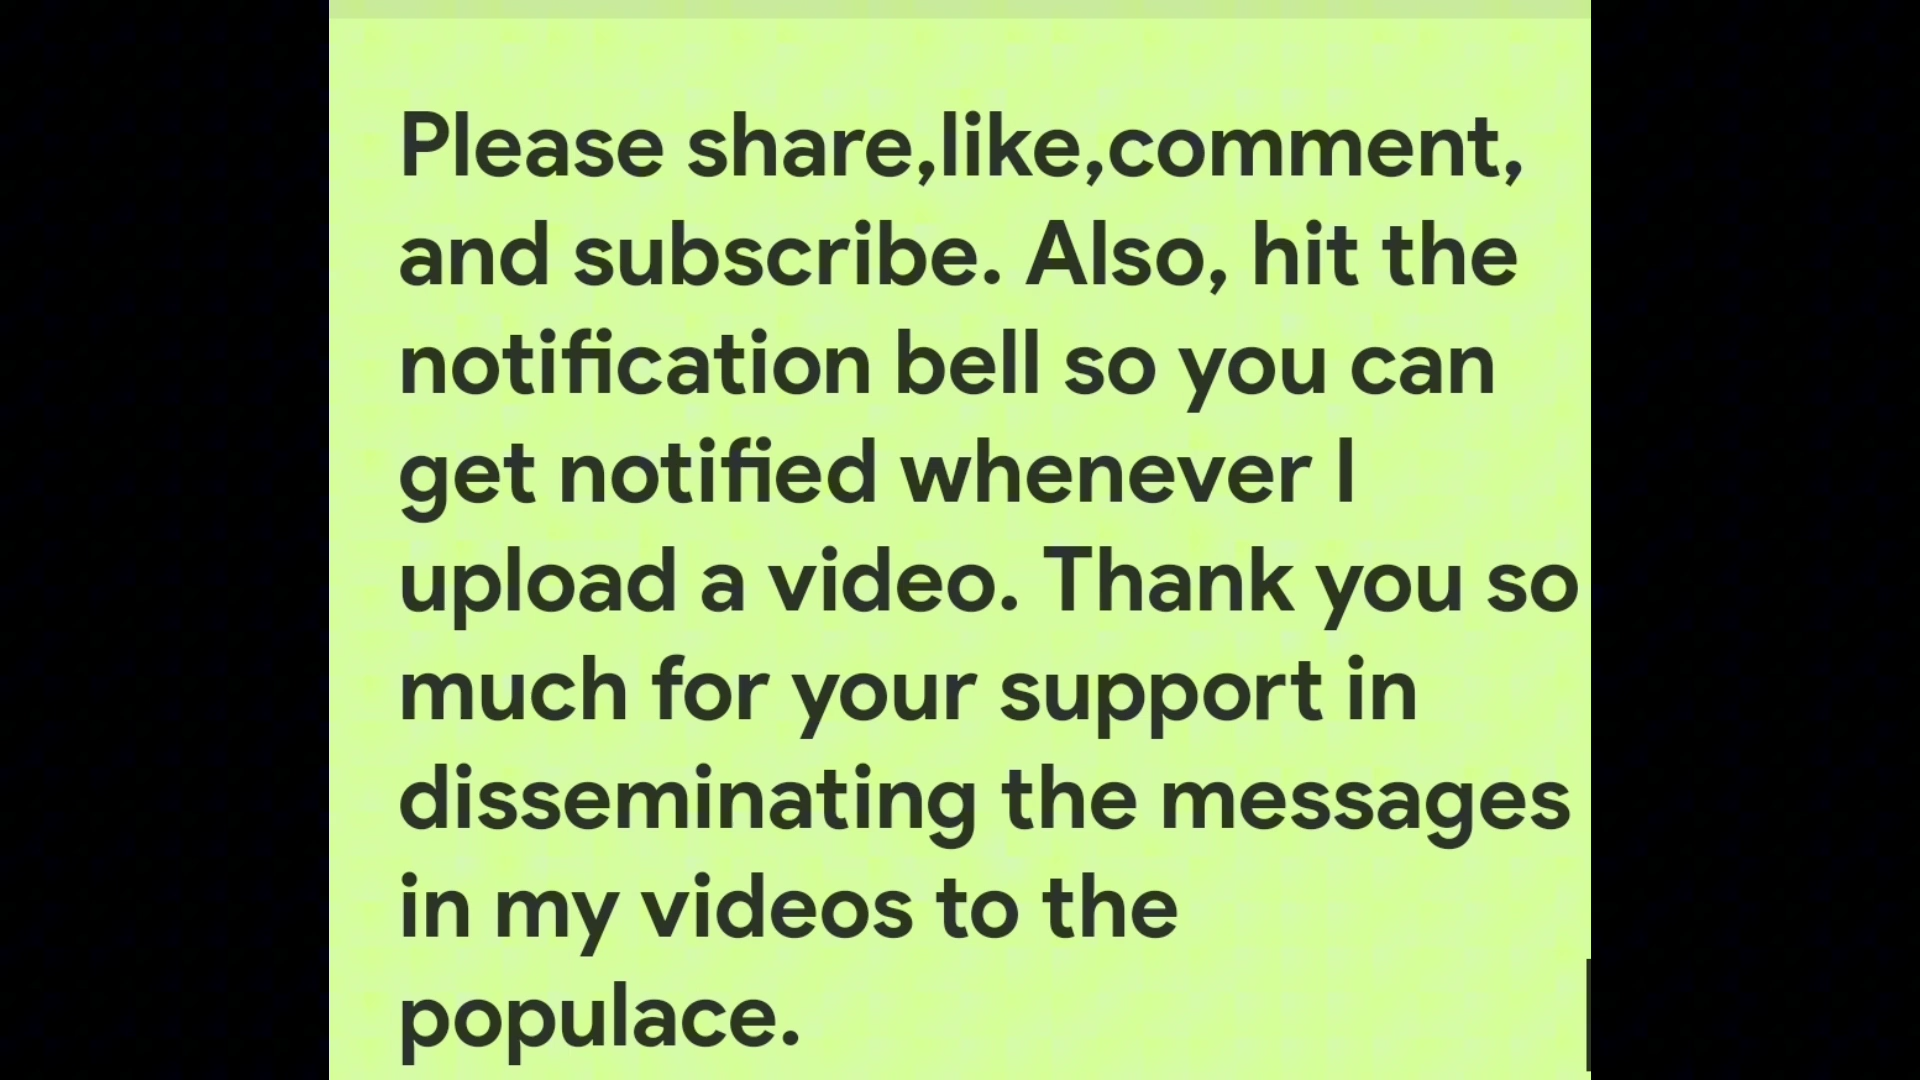 Please share,like,comment,
and subscribe. Also, hit the
notification bell so you can
get notified whenever I
upload a video. Thank you so
much for your support in
disseminating the messages
in my videos to the
populace.